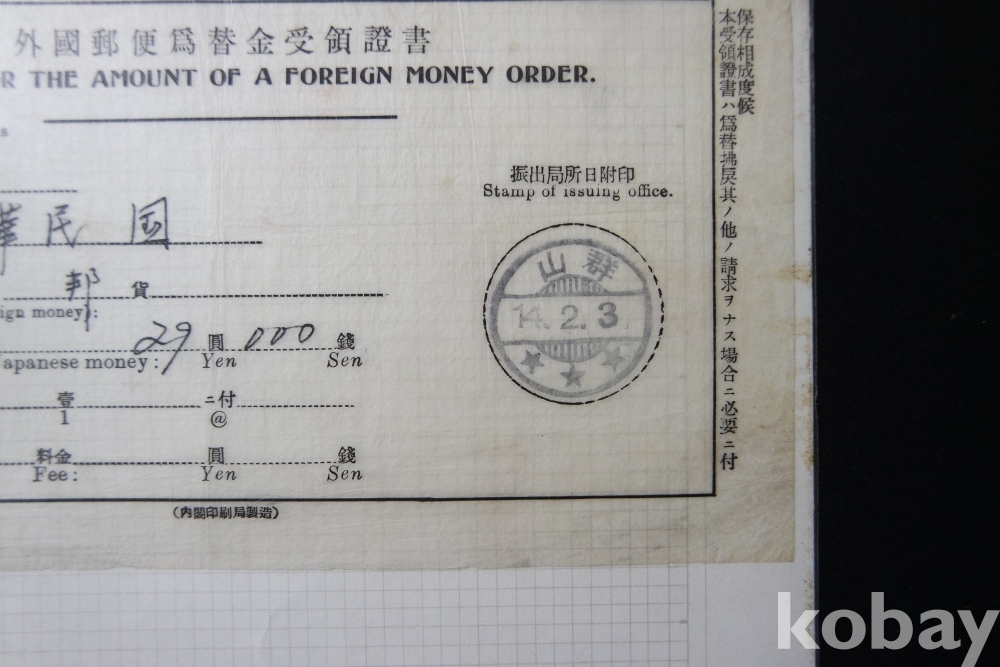 外國郵便爲替金受領證書
R THE AMOUNT OF A FOREIGN MONEY ORDER.
s
振出局所日附印
Stamp of issuing office.
華民国
邦貨
ign money):
29圓000錢
apanese money: Yen Sen
壹ニ付
1 @
料金圓錢
Fee: Yen Sen
(内閣印刷局製造)
群山
14.2.3
本受領證書ハ爲替拂戻其ノ他ノ請求ヲナス場合ニ必要ニ付
保存相成度候
kobay